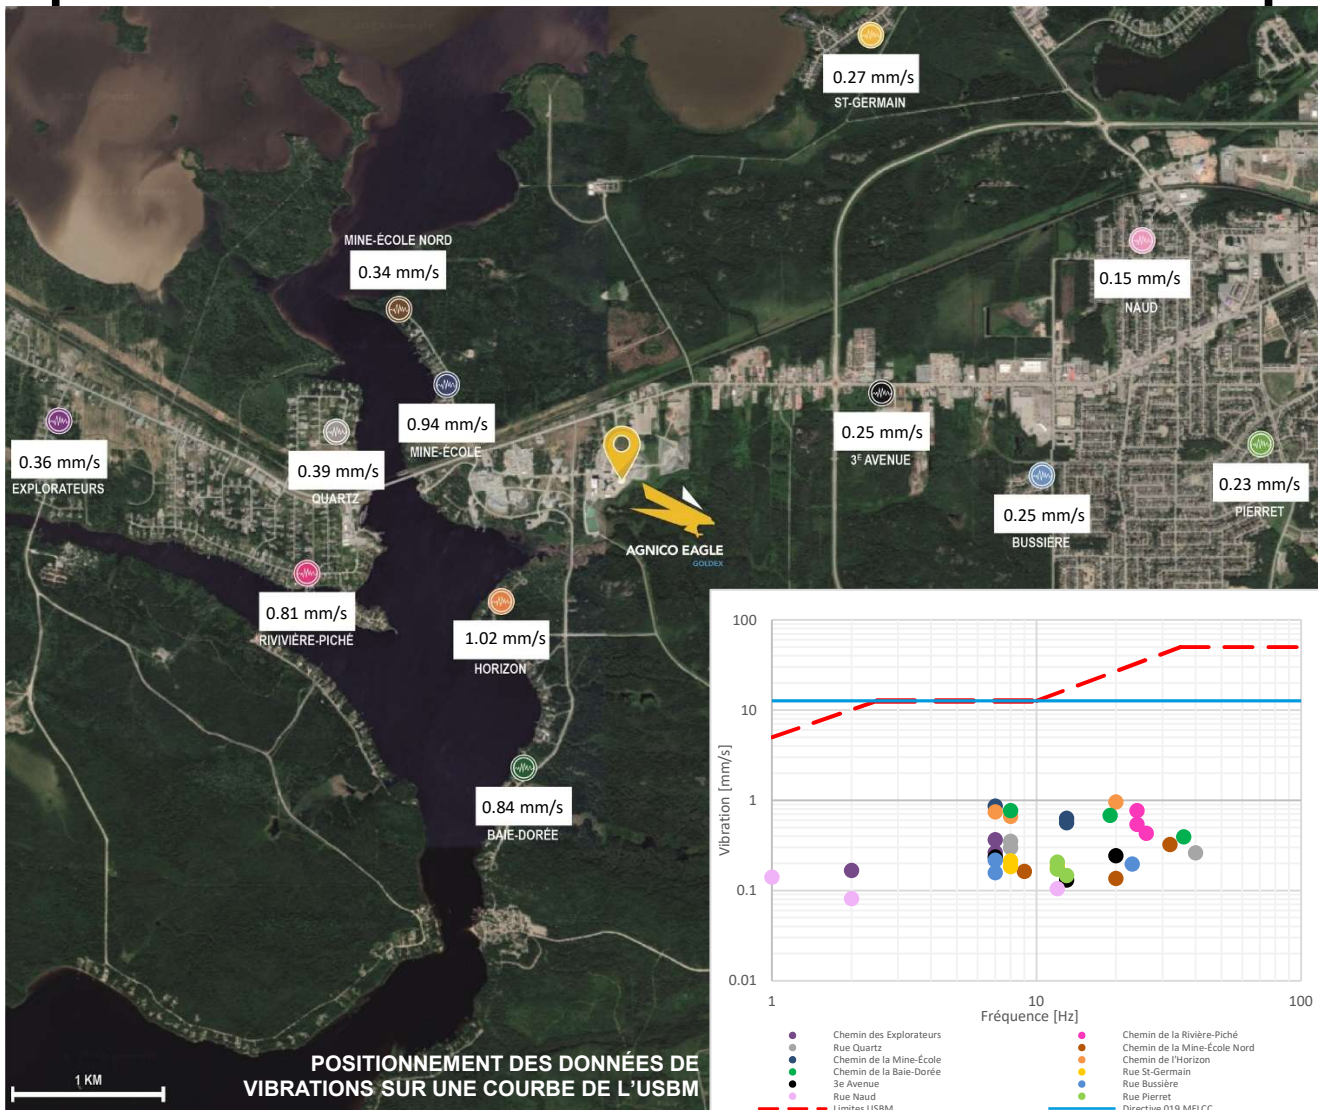 0.27 mm/s
ST-GERMAIN
MINE-ÉCOLE NORD
0.34 mm/s
0.15 mm/s
NAUD
0.94 mm/s
MINE-ÉCOLE
0.36 mm/s
EXPLORATEURS
0.39 mm/s
QUARTZ
0.25 mm/s
3E AVENUE
0.23 mm/s
PIERRET
0.25 mm/s
BUSSIÈRE
AGNICO EAGLE
GOLDEX
0.81 mm/s
RIVIVIÈRE-PICHÉ
1.02 mm/s
HORIZON
0.84 mm/s
BAIE-DORÉE
POSITIONNEMENT DES DONNÉES DE
VIBRATIONS SUR UNE COURBE DE L'USBM
1 KM
Vibration [mm/s]
100
10
1
0.1
0.01
1
10
100
Fréquence [Hz]
Chemin des Explorateurs
Chemin de la Rivière-Piché
Rue Quartz
Chemin de la Mine-École Nord
Chemin de la Mine-École
Chemin de l'Horizon
Chemin de la Baie-Dorée
Rue St-Germain
3e Avenue
Rue Bussière
Rue Naud
Rue Pierret
Limites USBM
Directive 019 MELCC